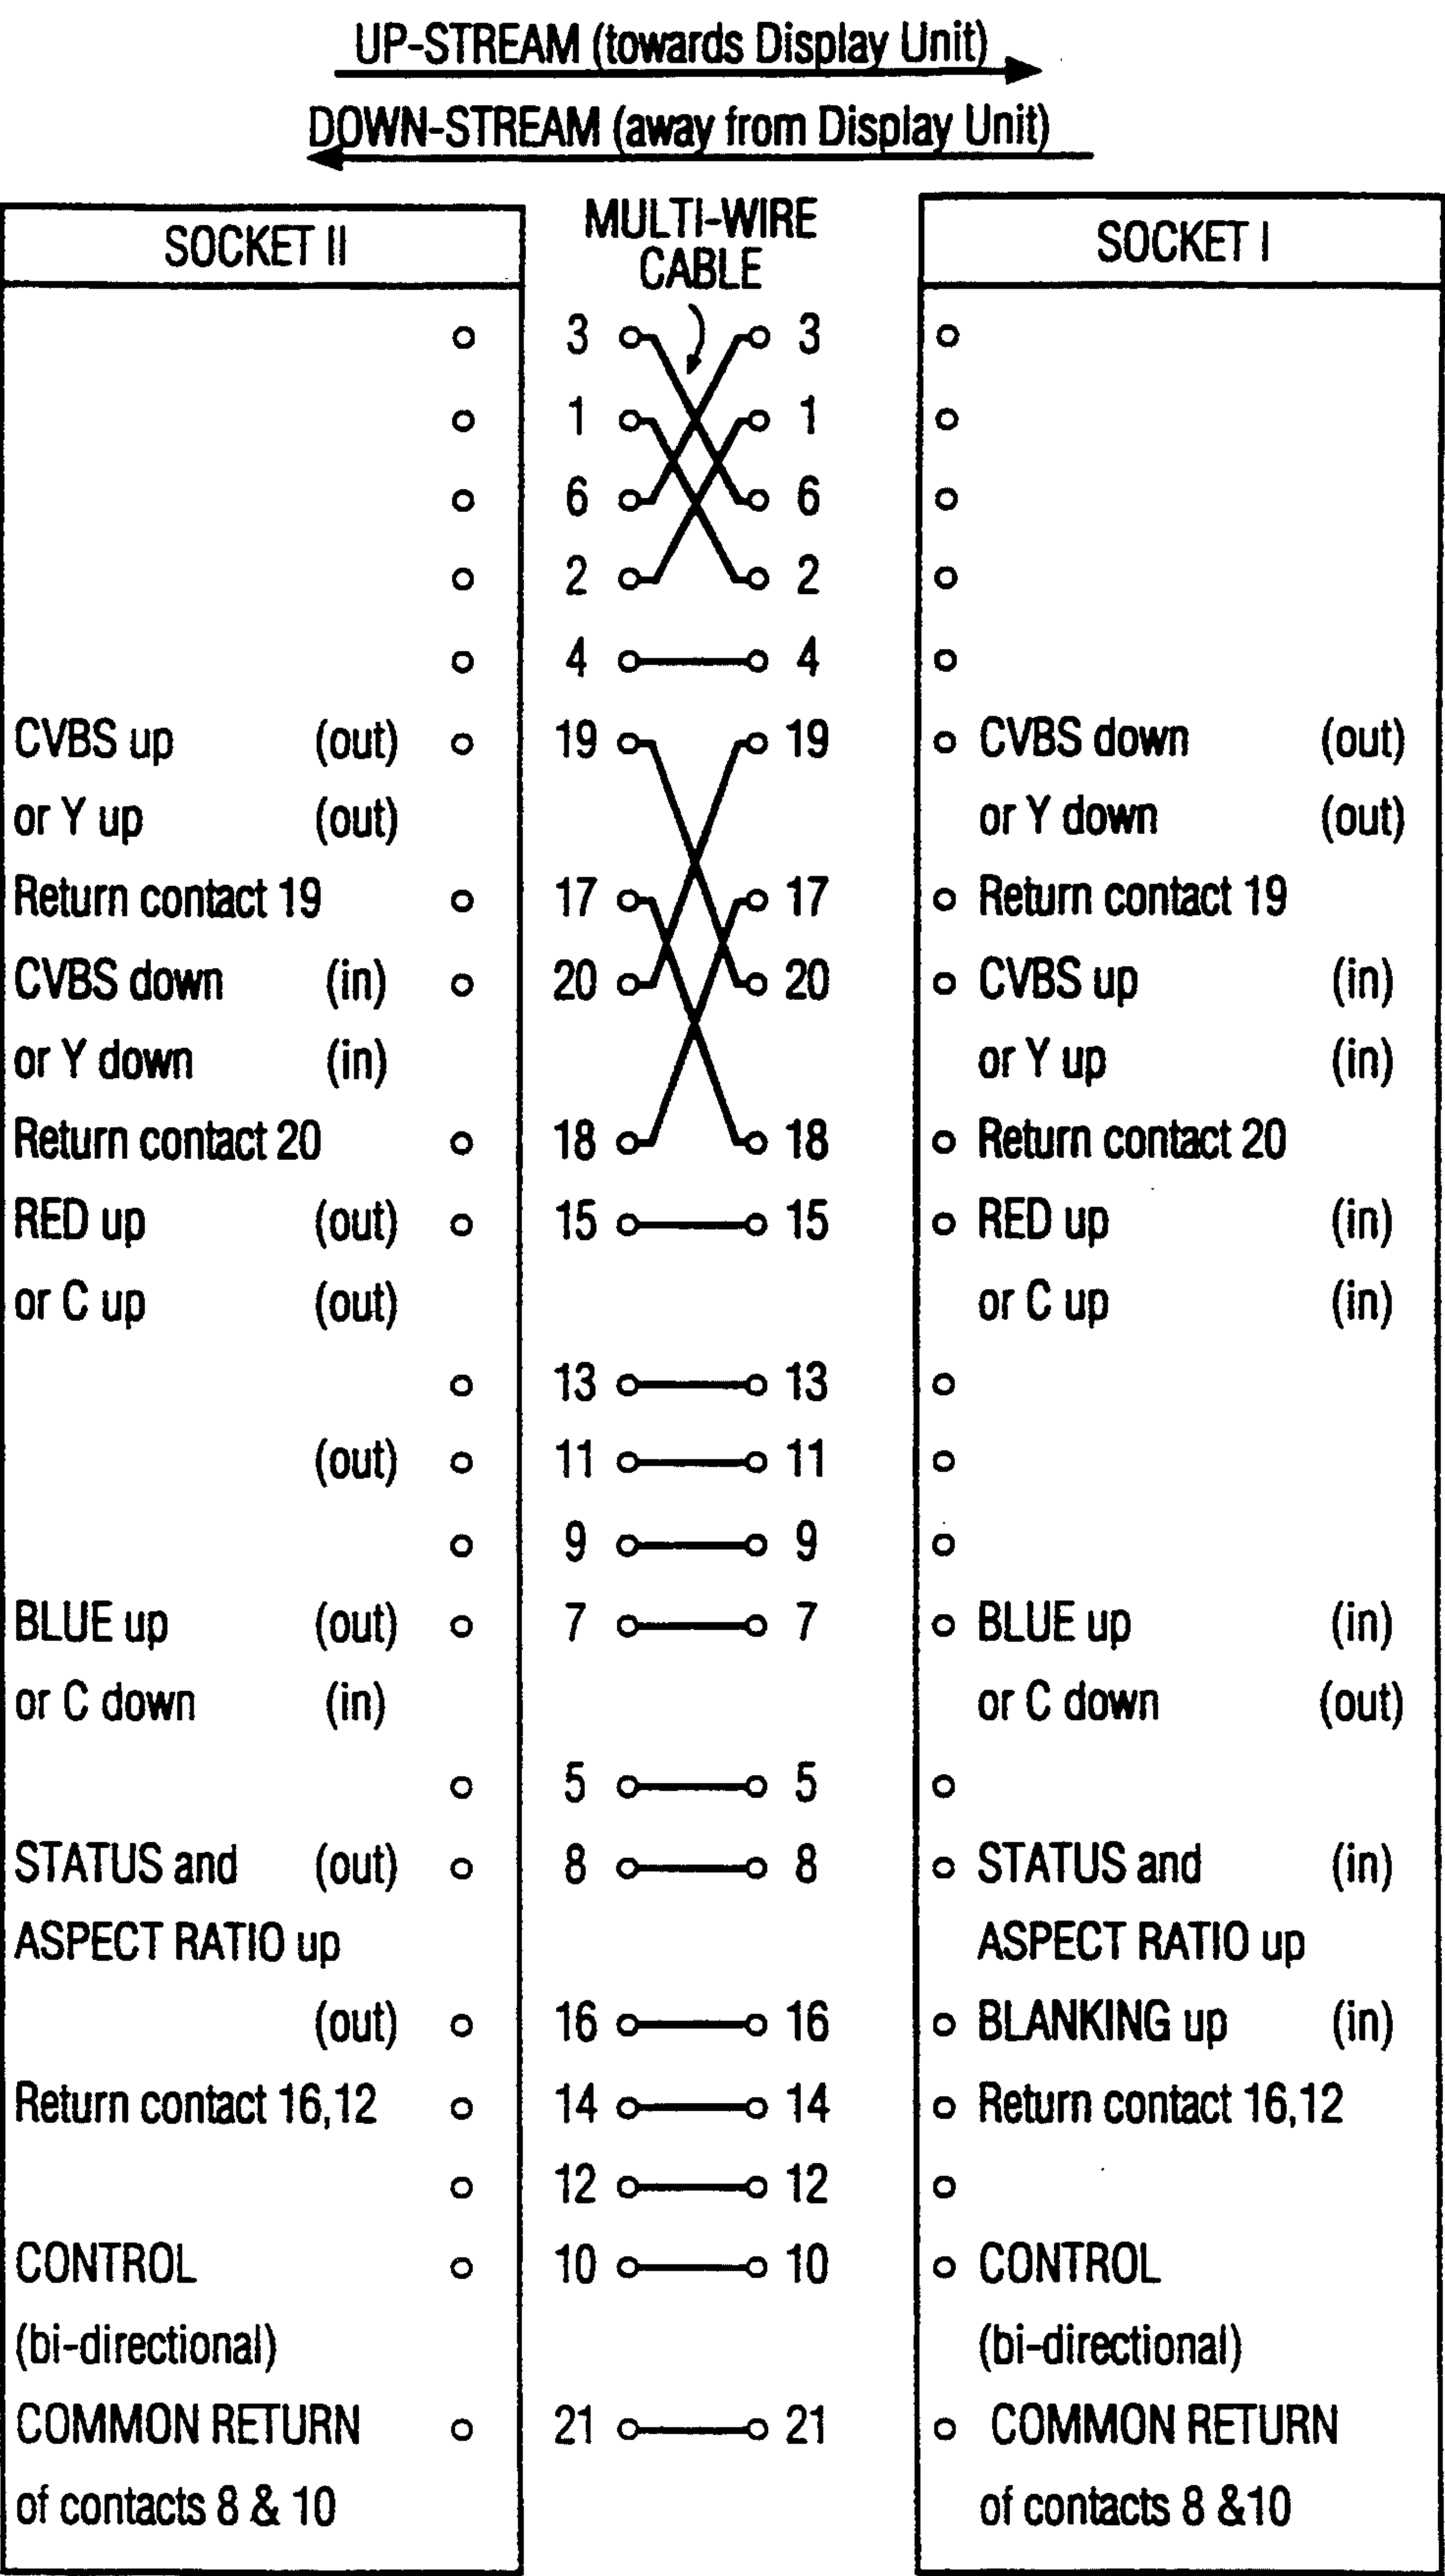 UP-STREAM (towards Display Unit)
DOWN-STREAM (away from Display Unit)
SOCKET II
MULTI-WIRE
CABLE
SOCKET I
3 3
1 1
6 6
2 2
4 4
CVBS up (out) 19 19 CVBS down (out)
or Y up (out) or Y down (out)
Return contact 19 17 17 Return contact 19
CVBS down (in) 20 20 CVBS up (in)
or Y down (in) or Y up (in)
Return contact 20 18 18 Return contact 20
RED up (out) 15 15 RED up (in)
or C up (out) or C up (in)
13 13
(out) 11 11
9 9
BLUE up (out) 7 7 BLUE up (in)
or C down (in) or C down (out)
5 5
STATUS and (out) 8 8 STATUS and (in)
ASPECT RATIO up ASPECT RATIO up
(out) 16 16 BLANKING up (in)
Return contact 16,12 14 14 Return contact 16,12
12 12
CONTROL 10 10 CONTROL
(bi-directional) (bi-directional)
COMMON RETURN 21 21 COMMON RETURN
of contacts 8 & 10 of contacts 8 &10